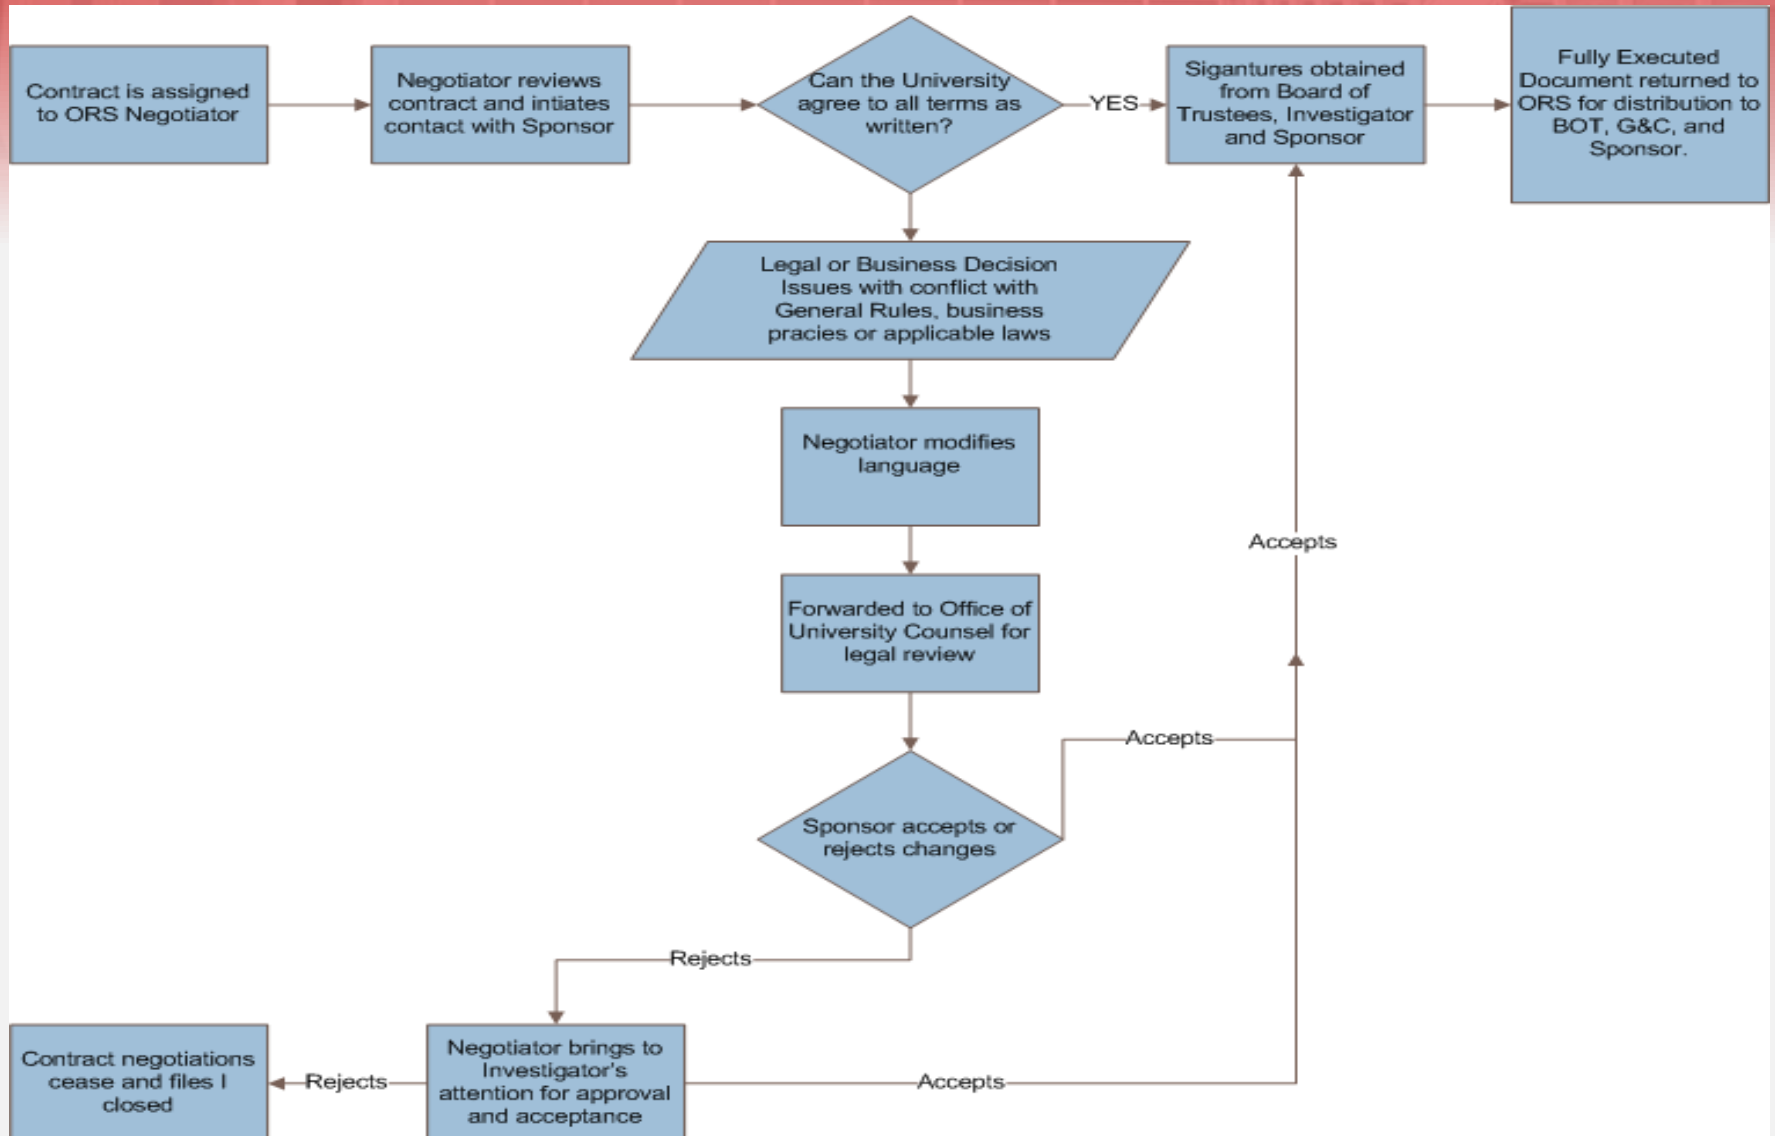 Contract is assigned
to ORS Negotiator
Negotiator reviews
contract and intiates
contact with Sponsor
Can the University
agree to all terms as
written?
YES
Sigantures obtained
from Board of
Trustees, Investigator
and Sponsor
Fully Executed
Document returned to
ORS for distribution to
BOT, G&C, and
Sponsor.
Legal or Business Decision
Issues with conflict with
General Rules, business
pracies or applicable laws
Negotiator modifies
language
Accepts
Forwarded to Office of
University Counsel for
legal review
Accepts
Sponsor accepts or
rejects changes
Rejects
Contract negotiations
cease and files I
closed
Rejects
Negotiator brings to
Investigator's
attention for approval
and acceptance
Accepts